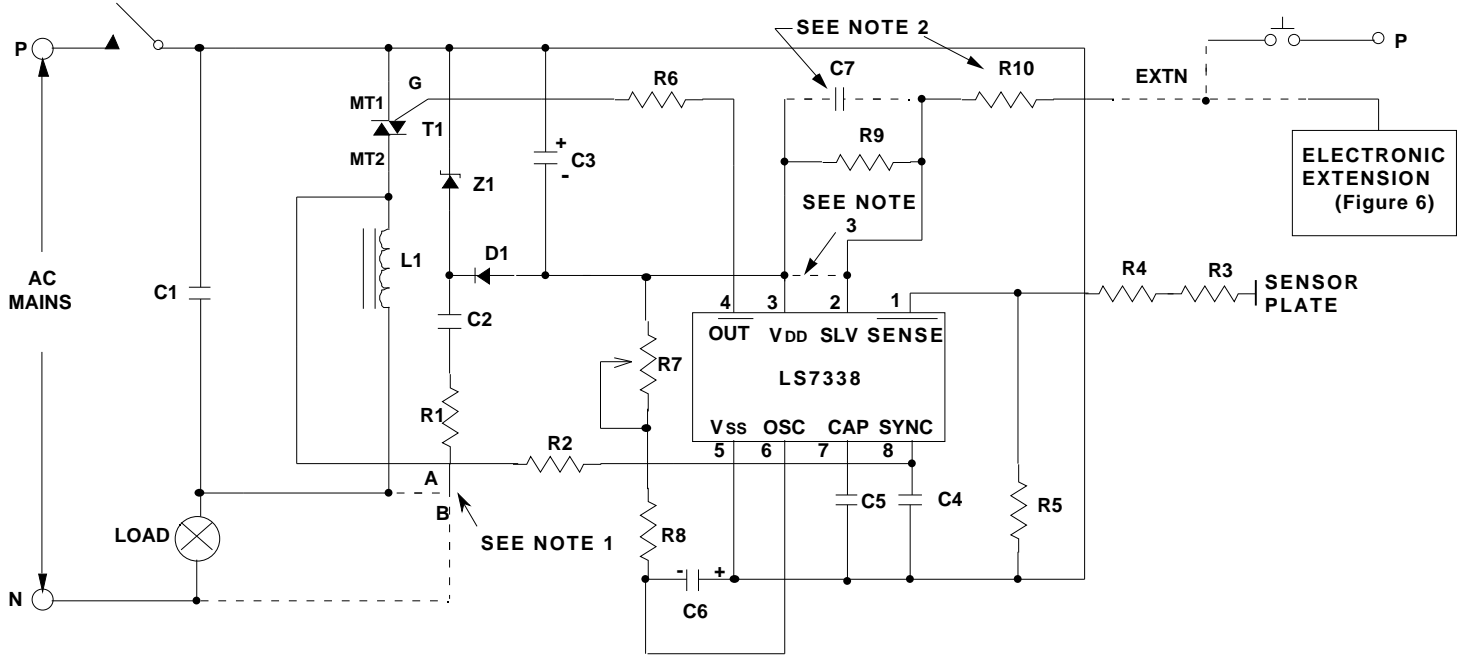 P
SEE NOTE 2
P
C7
R10
EXTN
G
R6
MT1
T1
R9
MT2
+
C3
-
Z1
SEE NOTE
3
ELECTRONIC
EXTENSION
(Figure 6)
AC
MAINS
C1
L1
D1
R4
R3
SENSOR
PLATE
C2
4
3
2
1
OUT
VDD
SLV
SENSE
LS7338
R7
R1
VSS
OSC
CAP
SYNC
5
6
7
8
R2
A
B
C5
C4
R5
LOAD
SEE NOTE 1
R8
-
+
C6
N